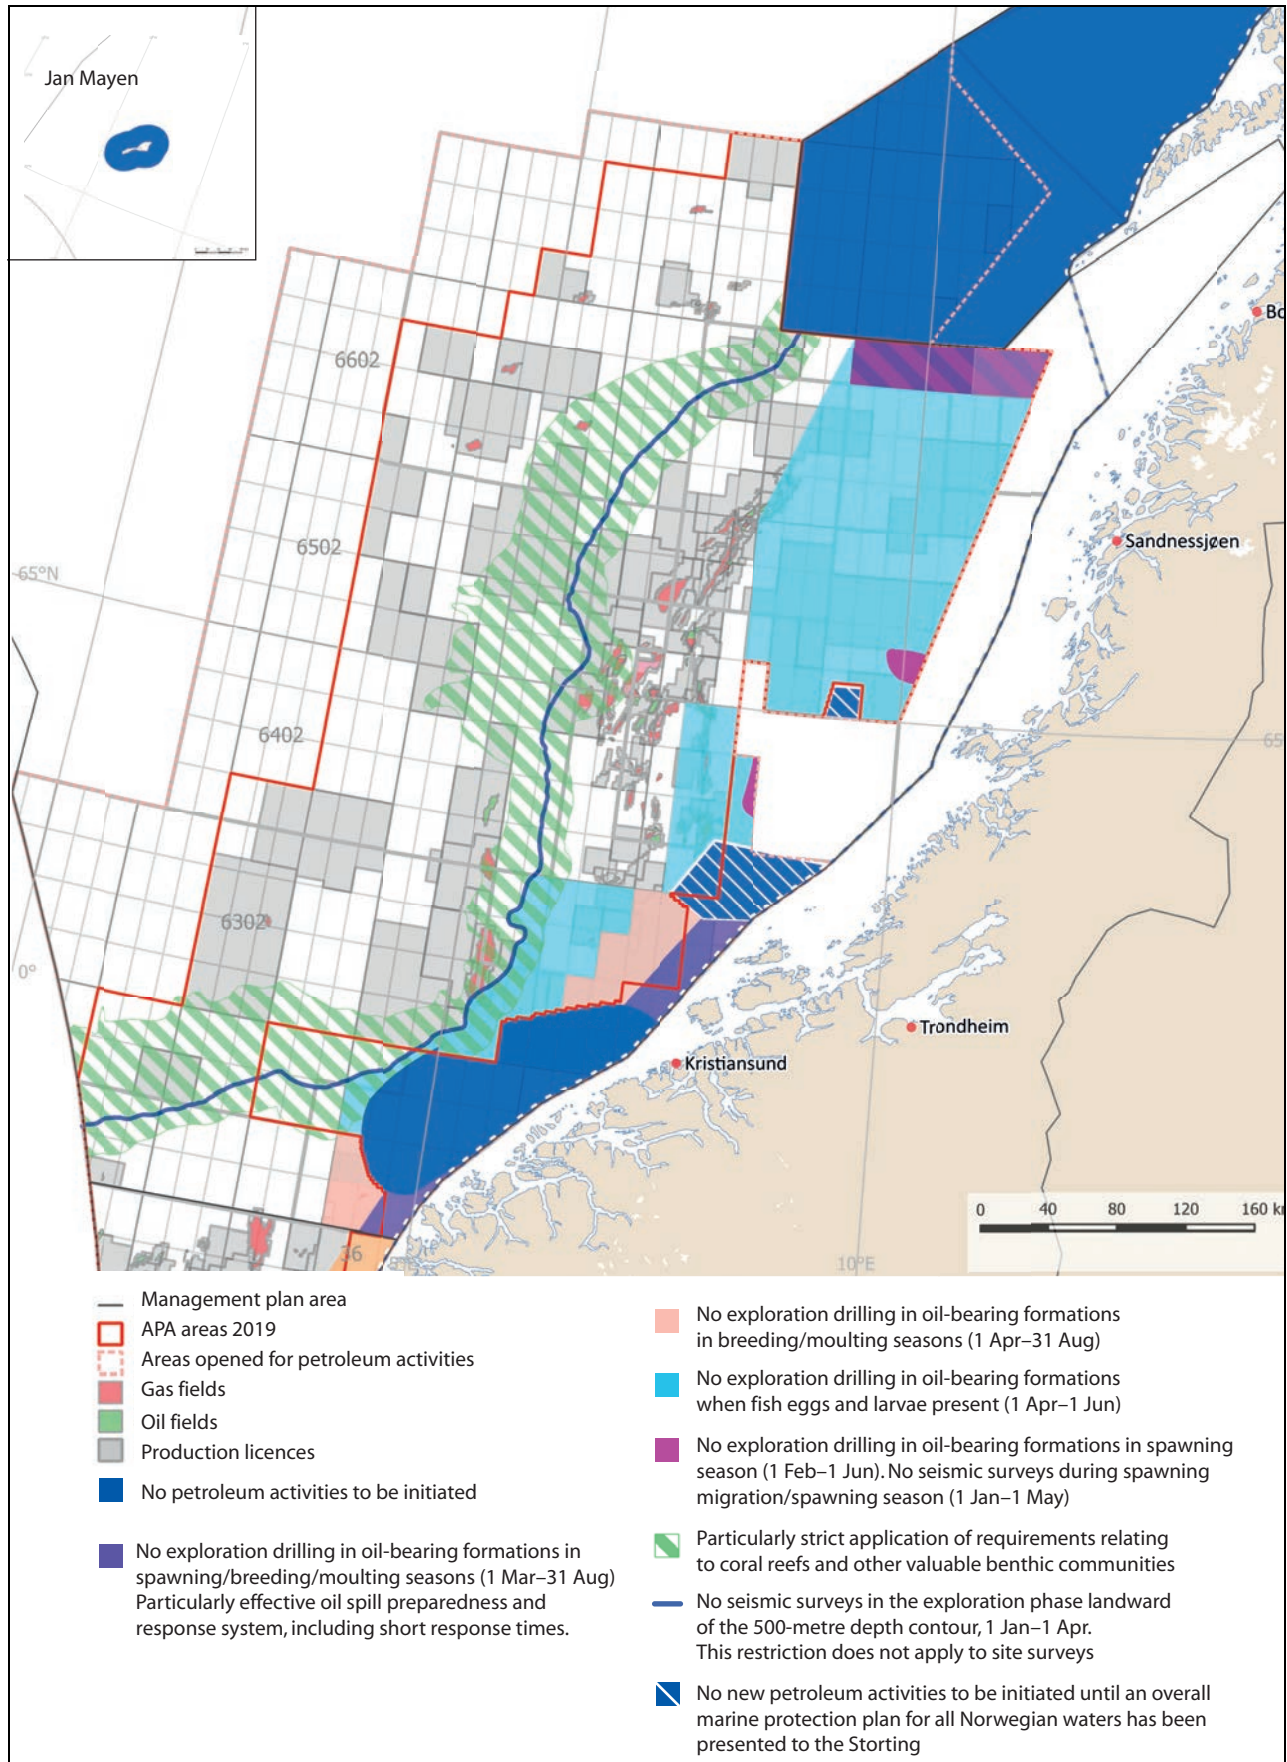 Jan Mayen
6602
Bo
6502
65°N
Sandnessjøen
6402
65
6302
0°
Trondheim
Kristiansund
0 40 80 120 160 km
36
10°E
Management plan area
APA areas 2019
Areas opened for petroleum activities
Gas fields
Oil fields
Production licences
No petroleum activities to be initiated
No exploration drilling in oil-bearing formations in
spawning/breeding/moulting seasons (1 Mar–31 Aug)
Particularly effective oil spill preparedness and
response system, including short response times.
No exploration drilling in oil-bearing formations
in breeding/moulting seasons (1 Apr–31 Aug)
No exploration drilling in oil-bearing formations
when fish eggs and larvae present (1 Apr–1 Jun)
No exploration drilling in oil-bearing formations in spawning
season (1 Feb–1 Jun). No seismic surveys during spawning
migration/spawning season (1 Jan–1 May)
Particularly strict application of requirements relating
to coral reefs and other valuable benthic communities
No seismic surveys in the exploration phase landward
of the 500-metre depth contour, 1 Jan–1 Apr.
This restriction does not apply to site surveys
No new petroleum activities to be initiated until an overall
marine protection plan for all Norwegian waters has been
presented to the Storting